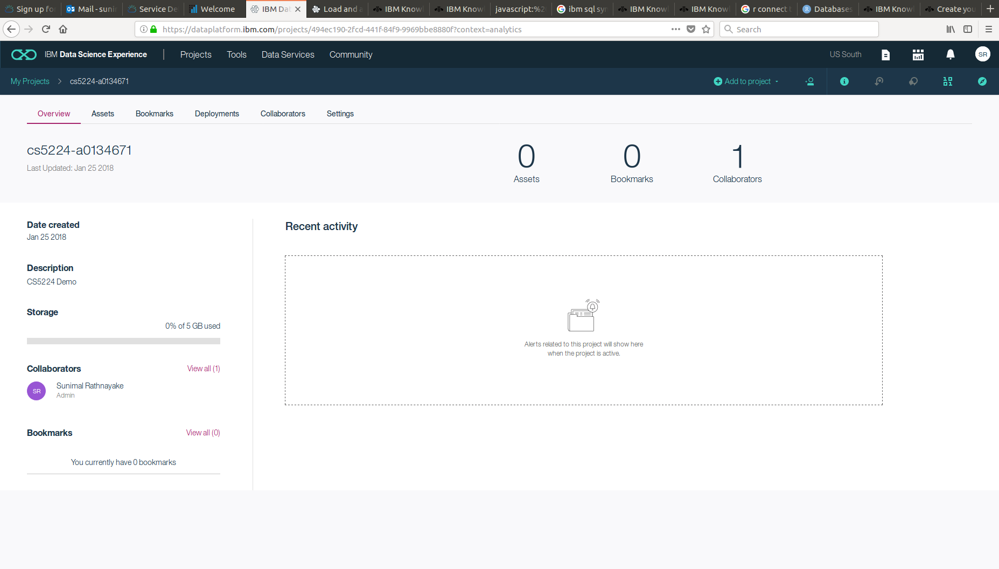 Sign up fo
Mail - suni
Service De
Welcome
IBM Dat
Load and a
IBM Know
IBM Know
javascript:%2
ibm sql syn
IBM Know
IBM Know
r connect t
Databases
IBM Know
Create you
https://dataplatform.ibm.com/projects/494ec190-2fcd-441f-84f9-9969bbe8880f?context=analytics
Search
IBM Data Science Experience
Projects
Tools
Data Services
Community
US South
SR
My Projects
cs5224-a0134671
Add to project
Overview
Assets
Bookmarks
Deployments
Collaborators
Settings
cs5224-a0134671
Last Updated: Jan 25 2018
0
Assets
0
Bookmarks
1
Collaborators
Date created
Jan 25 2018
Description
CS5224 Demo
Storage
0% of 5 GB used
Collaborators
View all (1)
SR
Sunimal Rathnayake
Admin
Bookmarks
View all (0)
You currently have 0 bookmarks
Recent activity
Alerts related to this project will show here
when the project is active.